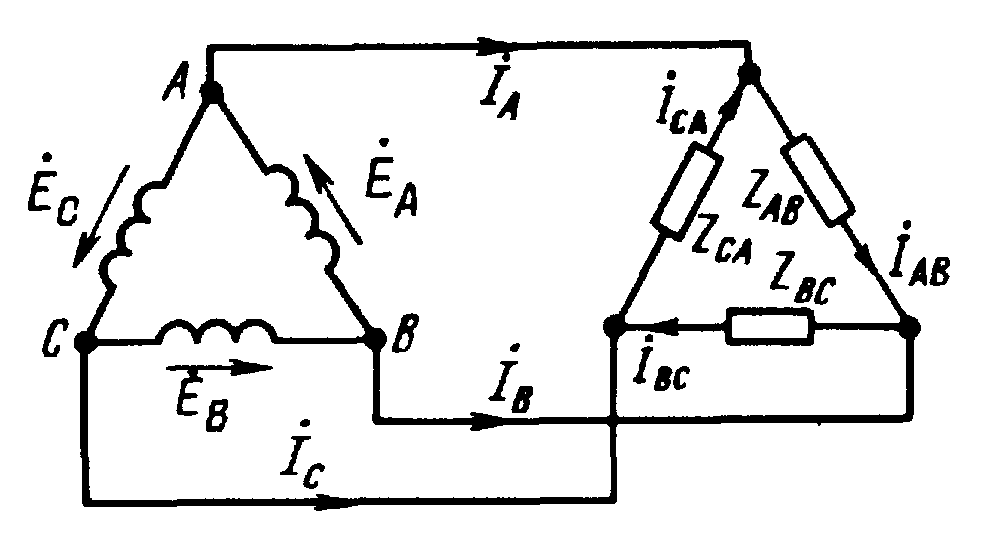 A
İ_A
İ_CA
Ė_C
Ė_A
Z_AB
Z_CA
İ_AB
Z_BC
C
B
İ_BC
Ė_B
İ_B
İ_C